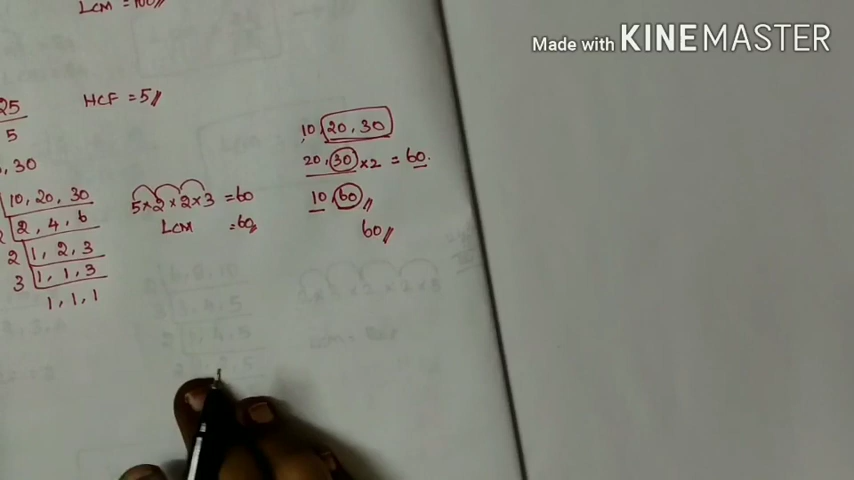 LCM = 100//
Made with KINEMASTER
25
HCF = 5//
5
10, 20, 30
, 30
20, 30 × 2 = 60.
10, 20, 30
5×2×2×3 = 60
10, 60//
2, 4, 6
LCM = 60//
60//
2 1, 2, 3
3 1, 1, 3
1, 1, 1